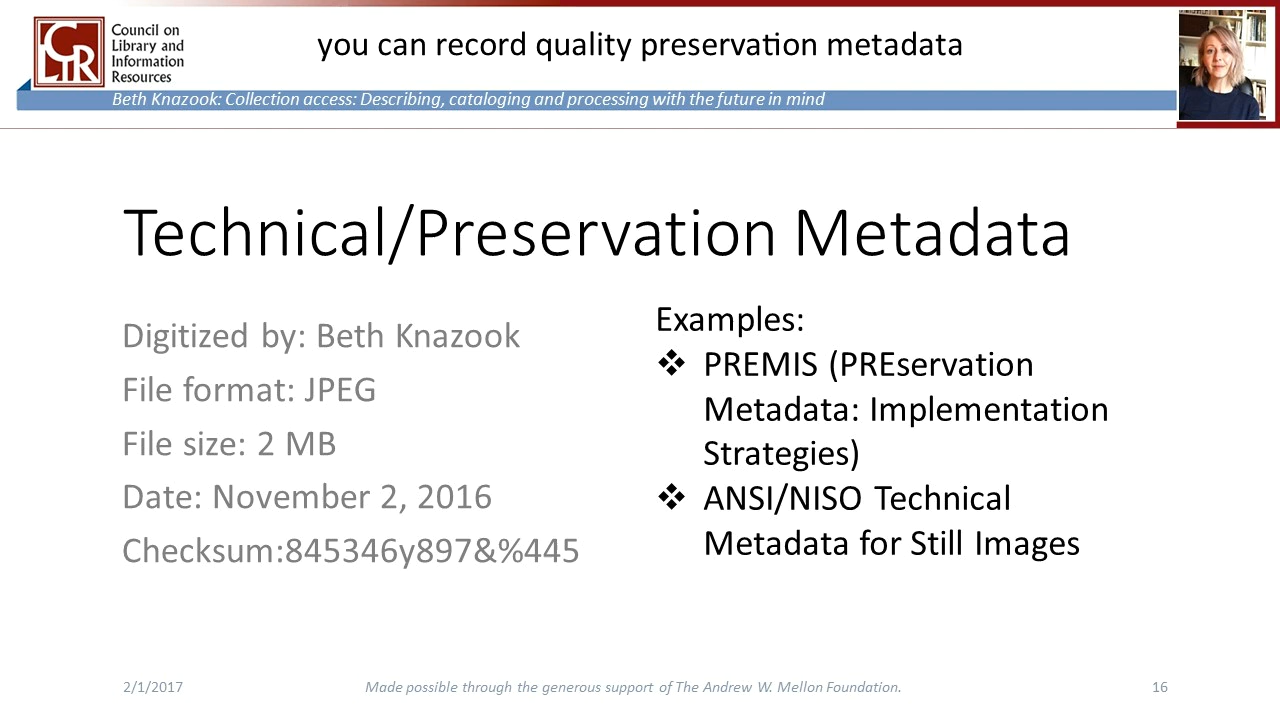 CLIR
Council on
Library and
Information
Resources
you can record quality preservation metadata
Beth Knazook: Collection access: Describing, cataloging and processing with the future in mind
Technical/Preservation Metadata
Digitized by: Beth Knazook
File format: JPEG
File size: 2 MB
Date: November 2, 2016
Checksum:845346y897&%445
Examples:
❖ PREMIS (PREservation
Metadata: Implementation
Strategies)
❖ ANSI/NISO Technical
Metadata for Still Images
2/1/2017
Made possible through the generous support of The Andrew W. Mellon Foundation.
16